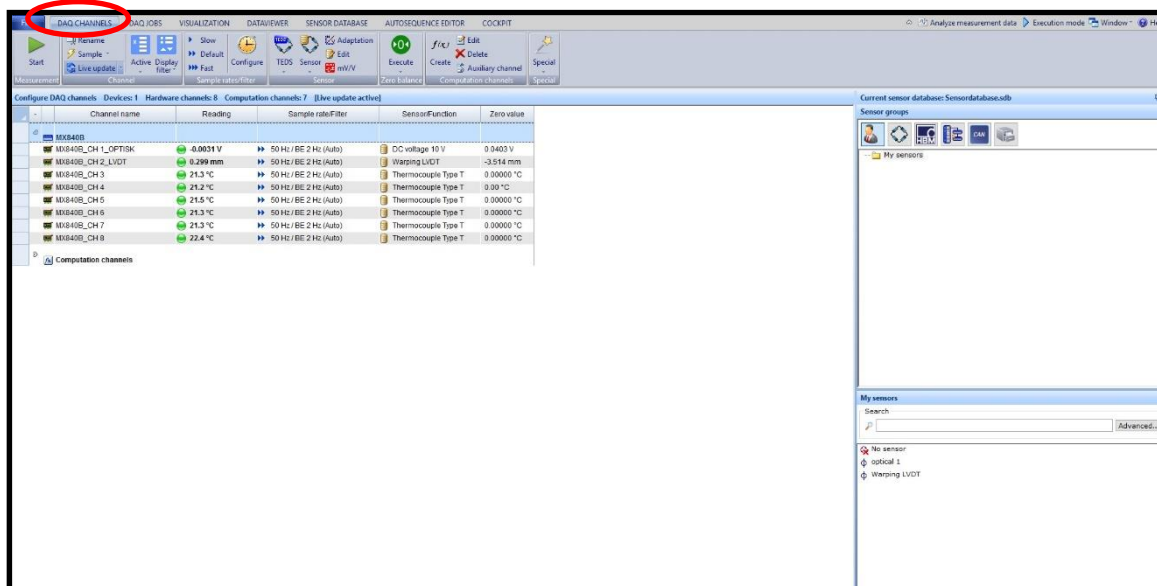 DAQ CHANNELS DAQ JOBS VISUALIZATION DATAVIEWER SENSOR DATABASE AUTOSEQUENCE EDITOR COCKPIT Analyze measurement data Execution mode Window
Start
Rename
Sample
Live update
Active Display filter
Slow
Default
Fast
Configure
TEDS Sensor
Adaptation
Edit
mV/V
Execute
f(x)
Create
Edit
Delete
Auxiliary channel
Special
Measurement Channel Sample rates/filter Sensor Zero balance Computation channels Special
Configure DAQ channels Devices: 1 Hardware channels: 8 Computation channels: 7 [Live update active]
Channel name Reading Sample rate/Filter Sensor/Function Zero value
MX840B
MX840B_CH 1_OPTISK -0.0031 V 50 Hz / BE 2 Hz (Auto) DC voltage 10 V 0.0403 V
MX840B_CH 2_LVDT 0.299 mm 50 Hz / BE 2 Hz (Auto) Warping LVDT -3.514 mm
MX840B_CH 3 21.3 °C 50 Hz / BE 2 Hz (Auto) Thermocouple Type T 0.00000 °C
MX840B_CH 4 21.2 °C 50 Hz / BE 2 Hz (Auto) Thermocouple Type T 0.00 °C
MX840B_CH 5 21.5 °C 50 Hz / BE 2 Hz (Auto) Thermocouple Type T 0.00000 °C
MX840B_CH 6 21.3 °C 50 Hz / BE 2 Hz (Auto) Thermocouple Type T 0.00000 °C
MX840B_CH 7 21.3 °C 50 Hz / BE 2 Hz (Auto) Thermocouple Type T 0.00000 °C
MX840B_CH 8 22.4 °C 50 Hz / BE 2 Hz (Auto) Thermocouple Type T 0.00000 °C
Computation channels
Current sensor database: Sensordatabase.sdb
Sensor groups
HBM
CAN
My sensors
My sensors
Search
Advanced...
No sensor
optical 1
Warping LVDT